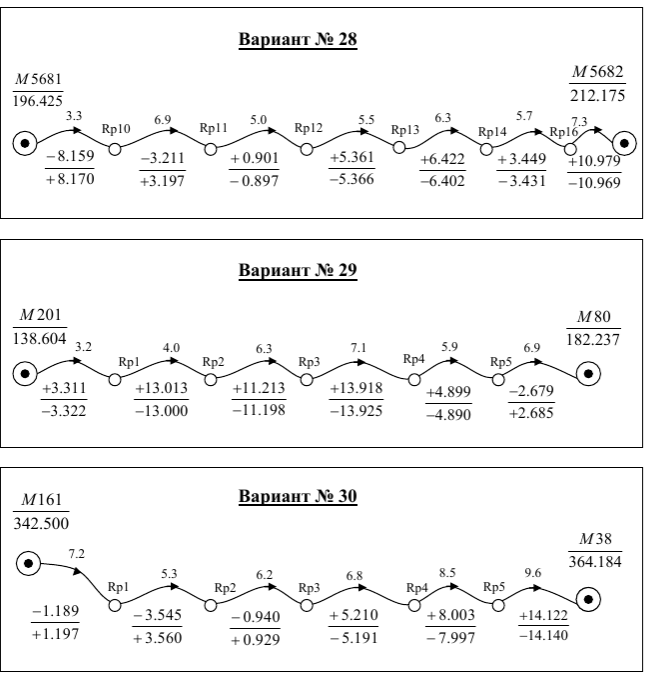 Вариант № 28
M 5681
196.425
M 5682
212.175
3.3 6.9 5.0 5.5 6.3 5.7 7.3
Rp10 Rp11 Rp12 Rp13 Rp14 Rp16
−8.159 −3.211 +0.901 +5.361 +6.422 +3.449 +10.979
+8.170 +3.197 −0.897 −5.366 −6.402 −3.431 −10.969
Вариант № 29
M 201
138.604
M 80
182.237
3.2 4.0 6.3 7.1 5.9 6.9
Rp1 Rp2 Rp3 Rp4 Rp5
+3.311 +13.013 +11.213 +13.918 +4.899 −2.679
−3.322 −13.000 −11.198 −13.925 −4.890 +2.685
Вариант № 30
M161
342.500
M 38
364.184
7.2 5.3 6.2 6.8 8.5 9.6
Rp1 Rp2 Rp3 Rp4 Rp5
−1.189 −3.545 −0.940 +5.210 +8.003 +14.122
+1.197 +3.560 +0.929 −5.191 −7.997 −14.140